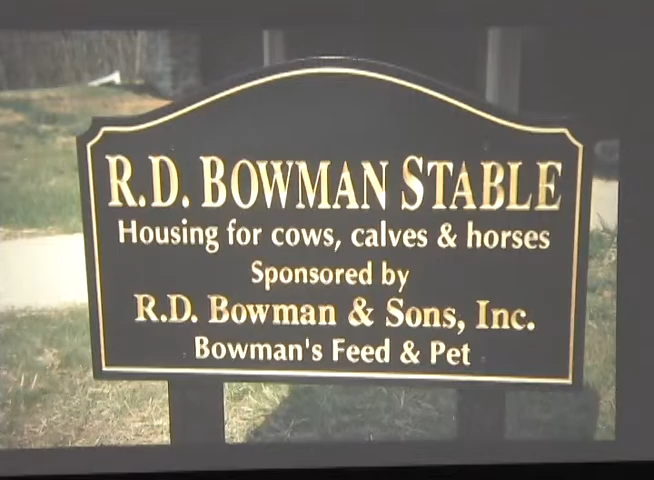 R.D. BOWMAN STABLE
Housing for cows, calves & horses
Sponsored by
R.D. Bowman & Sons, Inc.
Bowman's Feed & Pet